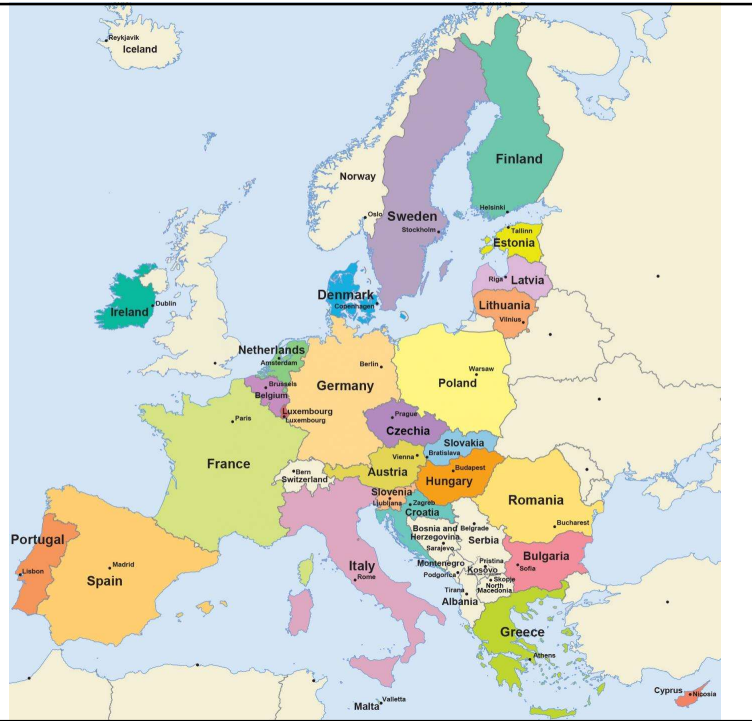 Reykjavik
Iceland
Finland
Norway
Helsinki
Oslo
Sweden
Stockholm
Tallinn
Estonia
Riga
Latvia
Denmark
Copenhagen
Lithuania
Vilnius
Dublin
Ireland
Netherlands
Amsterdam
Berlin
Warsaw
Germany
Poland
Brussels
Belgium
Luxembourg
Luxembourg
Paris
Prague
Czechia
Slovakia
Bratislava
Vienna
Austria
Budapest
Hungary
France
Bern
Switzerland
Slovenia
Ljubljana
Zagreb
Croatia
Romania
Bucharest
Bosnia and
Herzegovina
Sarajevo
Belgrade
Serbia
Portugal
Lisbon
Madrid
Spain
Italy
Rome
Montenegro
Podgorica
Pristina
Kosovo
Bulgaria
Sofia
Skopje
North
Macedonia
Tirana
Albania
Greece
Athens
Malta
Valletta
Cyprus
Nicosia